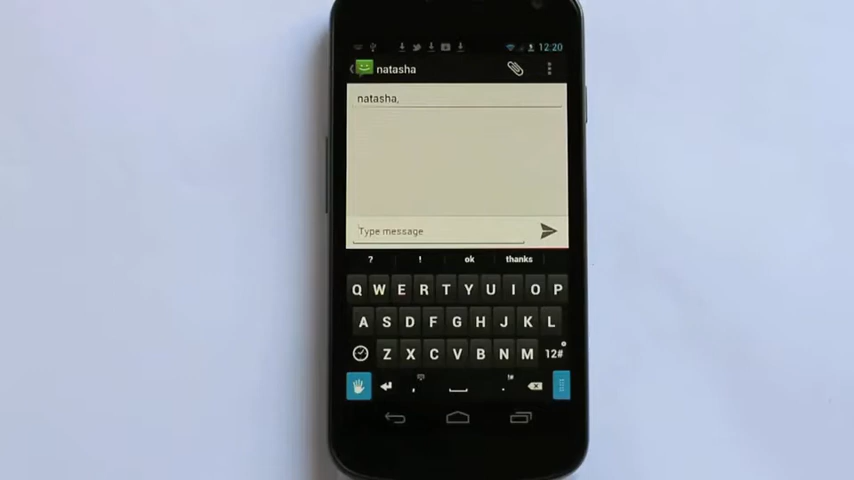 12:20
natasha
natasha,
Type message
? ! ok thanks
Q W E R T Y U I O P
A S D F G H J K L
Z X C V B N M 12#
, . !#